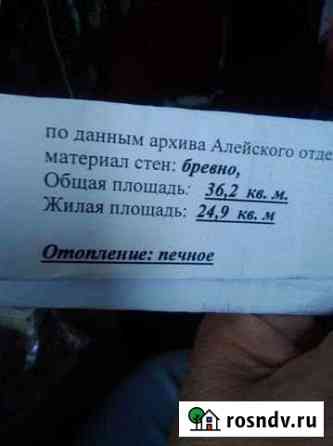 по данным архива Алейского отде
материал стен: бревно,
Общая площадь: 36,2 кв. м.
Жилая площадь: 24,9 кв. м
Отопление: печное
rosndv.ru